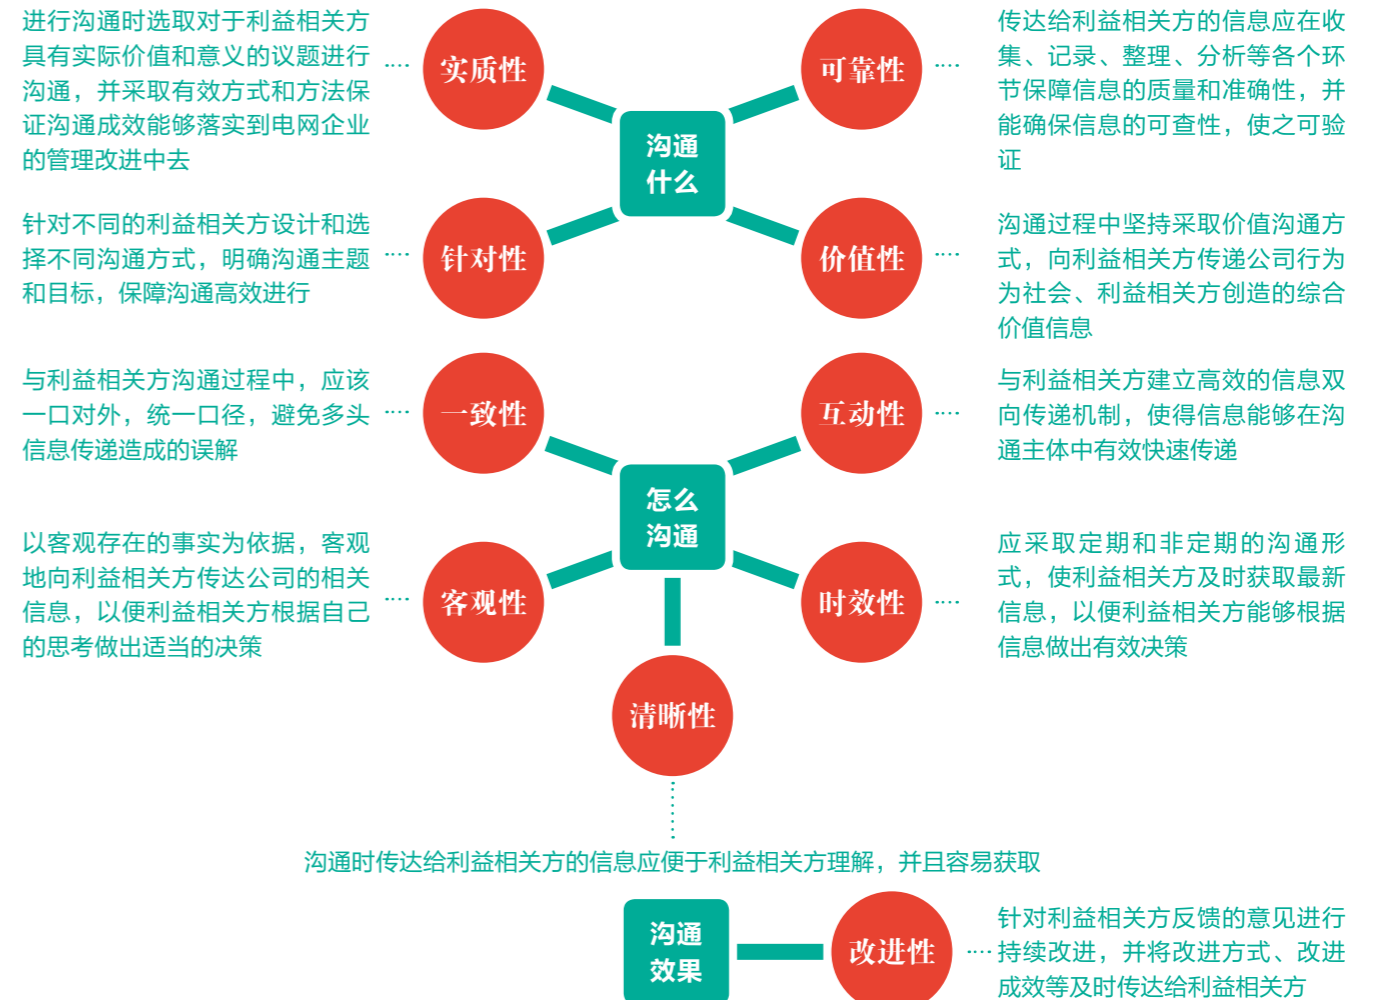 进行沟通时选取对于利益相关方
具有实际价值和意义的议题进行
沟通，并采取有效方式和方法保
证沟通成效能够落实到电网企业
的管理改进中去
实质性
可靠性
传达给利益相关方的信息应在收
集、记录、整理、分析等各个环
节保障信息的质量和准确性，并
能确保信息的可查性，使之可验
证
沟通
什么
针对不同的利益相关方设计和选
择不同沟通方式，明确沟通主题
和目标，保障沟通高效进行
针对性
价值性
沟通过程中坚持采取价值沟通方
式，向利益相关方传递公司行为
为社会、利益相关方创造的综合
价值信息
与利益相关方沟通过程中，应该
一口对外，统一口径，避免多头
信息传递造成的误解
一致性
互动性
与利益相关方建立高效的信息双
向传递机制，使得信息能够在沟
通主体中有效快速传递
怎么
沟通
以客观存在的事实为依据，客观
地向利益相关方传达公司的相关
信息，以便利益相关方根据自己
的思考做出适当的决策
客观性
时效性
应采取定期和非定期的沟通形
式，使利益相关方及时获取最新
信息，以便利益相关方能够根据
信息做出有效决策
清晰性
沟通时传达给利益相关方的信息应便于利益相关方理解，并且容易获取
沟通
效果
改进性
针对利益相关方反馈的意见进行
持续改进，并将改进方式、改进
成效等及时传达给利益相关方